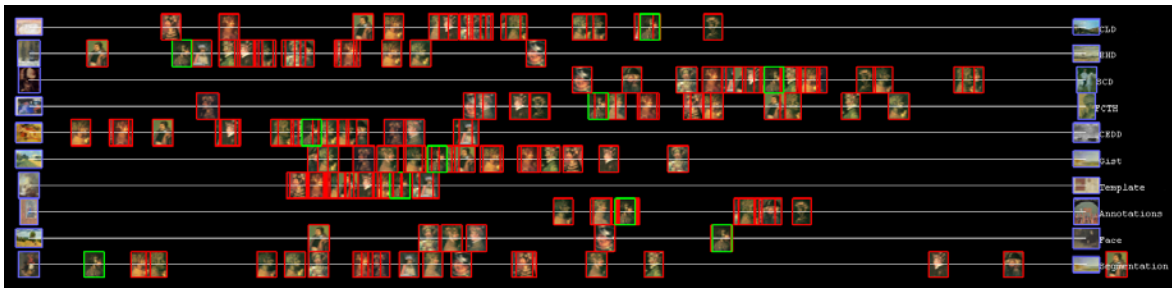 CLD
EHD
SCD
FCTH
CEDD
Gist
Template
Annotations
Face
Segmentation